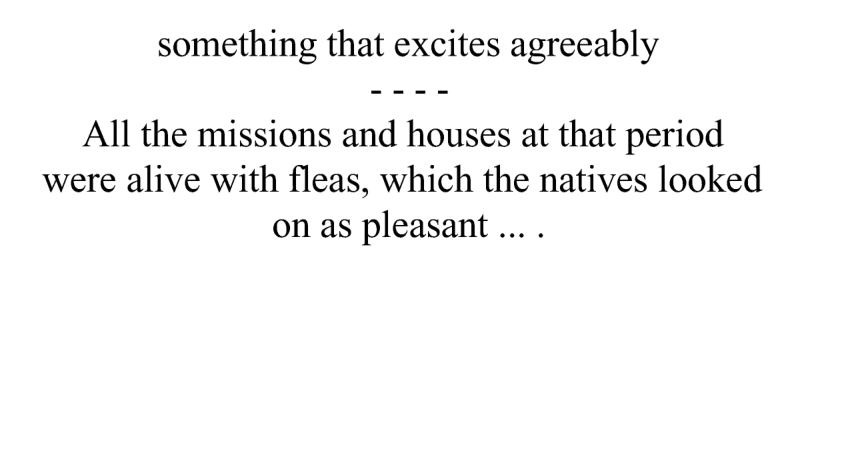 something that excites agreeably
- - - -
All the missions and houses at that period
were alive with fleas, which the natives looked
on as pleasant ... .